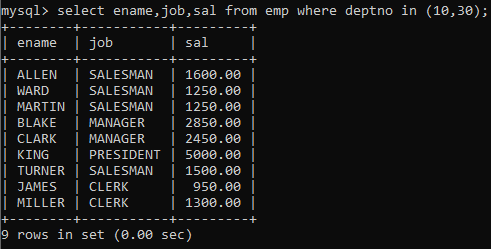 mysql> select ename,job,sal from emp where deptno in (10,30);
+--------+-----------+---------+
| ename  | job       | sal     |
+--------+-----------+---------+
| ALLEN  | SALESMAN  | 1600.00 |
| WARD   | SALESMAN  | 1250.00 |
| MARTIN | SALESMAN  | 1250.00 |
| BLAKE  | MANAGER   | 2850.00 |
| CLARK  | MANAGER   | 2450.00 |
| KING   | PRESIDENT | 5000.00 |
| TURNER | SALESMAN  | 1500.00 |
| JAMES  | CLERK     |  950.00 |
| MILLER | CLERK     | 1300.00 |
+--------+-----------+---------+
9 rows in set (0.00 sec)